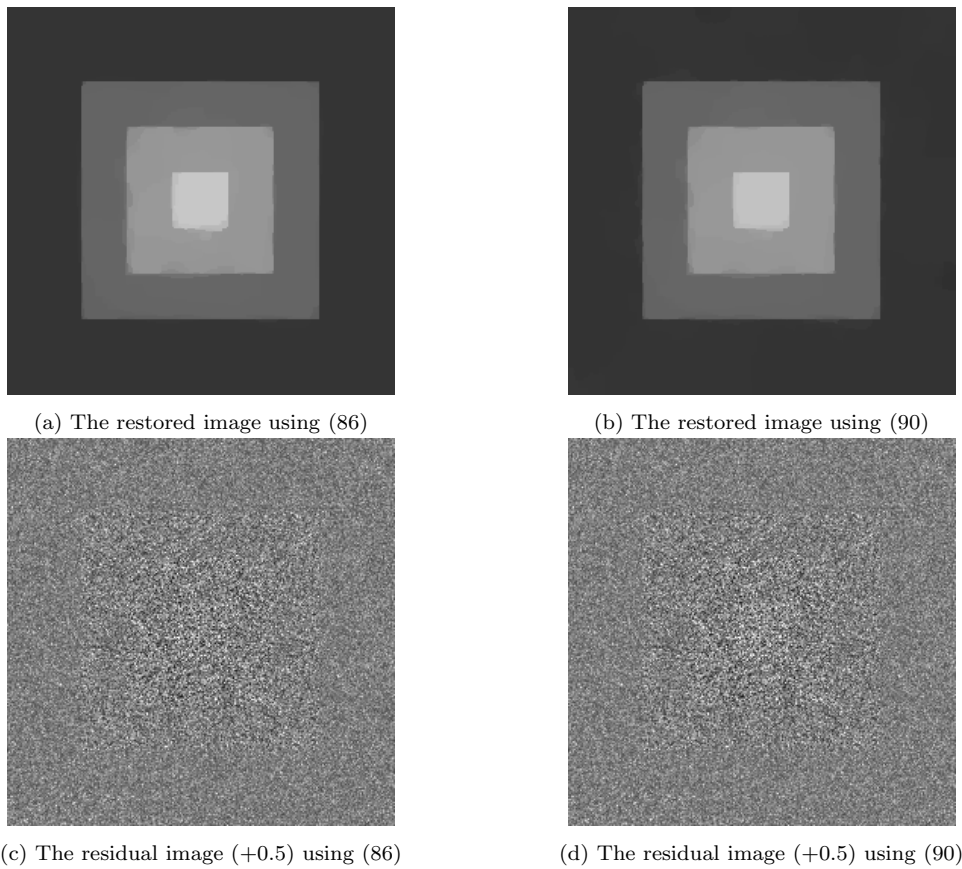 (a) The restored image using (86)
(b) The restored image using (90)
(c) The residual image (+0.5) using (86)
(d) The residual image (+0.5) using (90)